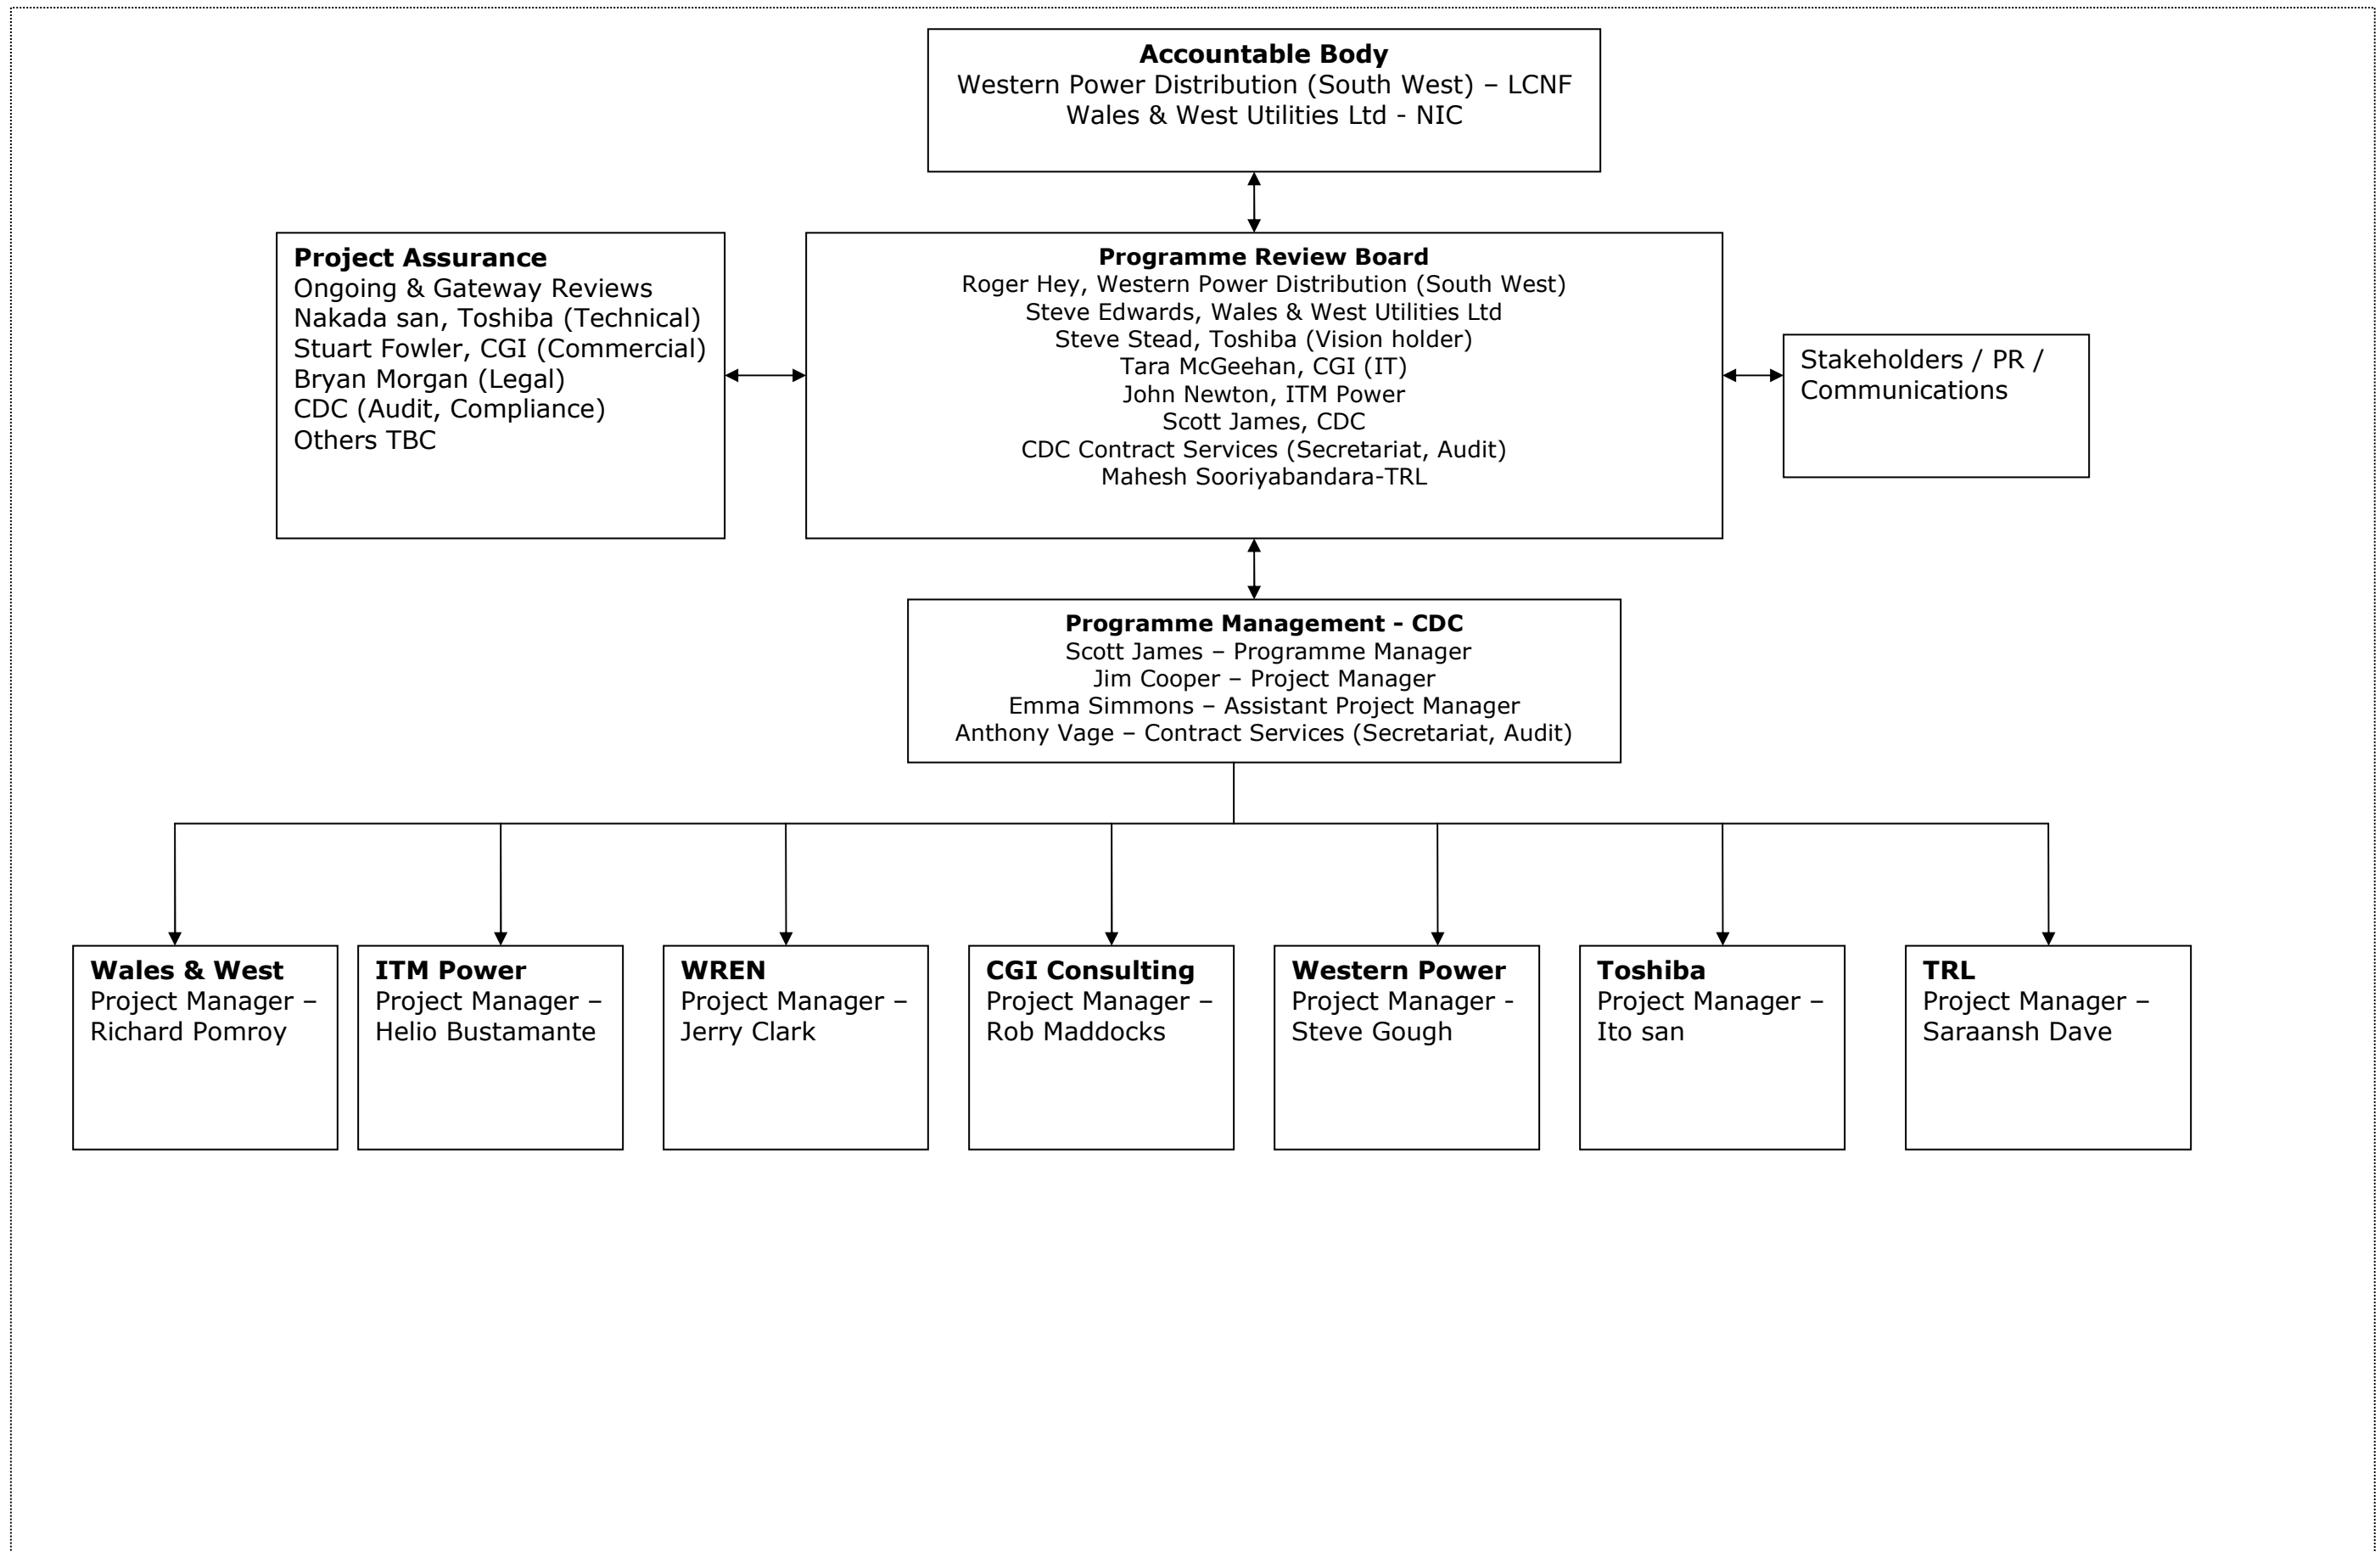 Accountable Body
Western Power Distribution (South West) – LCNF
Wales & West Utilities Ltd - NIC
Project Assurance
Ongoing & Gateway Reviews
Nakada san, Toshiba (Technical)
Stuart Fowler, CGI (Commercial)
Bryan Morgan (Legal)
CDC (Audit, Compliance)
Others TBC
Programme Review Board
Roger Hey, Western Power Distribution (South West)
Steve Edwards, Wales & West Utilities Ltd
Steve Stead, Toshiba (Vision holder)
Tara McGeehan, CGI (IT)
John Newton, ITM Power
Scott James, CDC
CDC Contract Services (Secretariat, Audit)
Mahesh Sooriyabandara-TRL
Stakeholders / PR /
Communications
Programme Management - CDC
Scott James – Programme Manager
Jim Cooper – Project Manager
Emma Simmons – Assistant Project Manager
Anthony Vage – Contract Services (Secretariat, Audit)
Wales & West
Project Manager –
Richard Pomroy
ITM Power
Project Manager –
Helio Bustamante
WREN
Project Manager –
Jerry Clark
CGI Consulting
Project Manager –
Rob Maddocks
Western Power
Project Manager -
Steve Gough
Toshiba
Project Manager –
Ito san
TRL
Project Manager –
Saraansh Dave